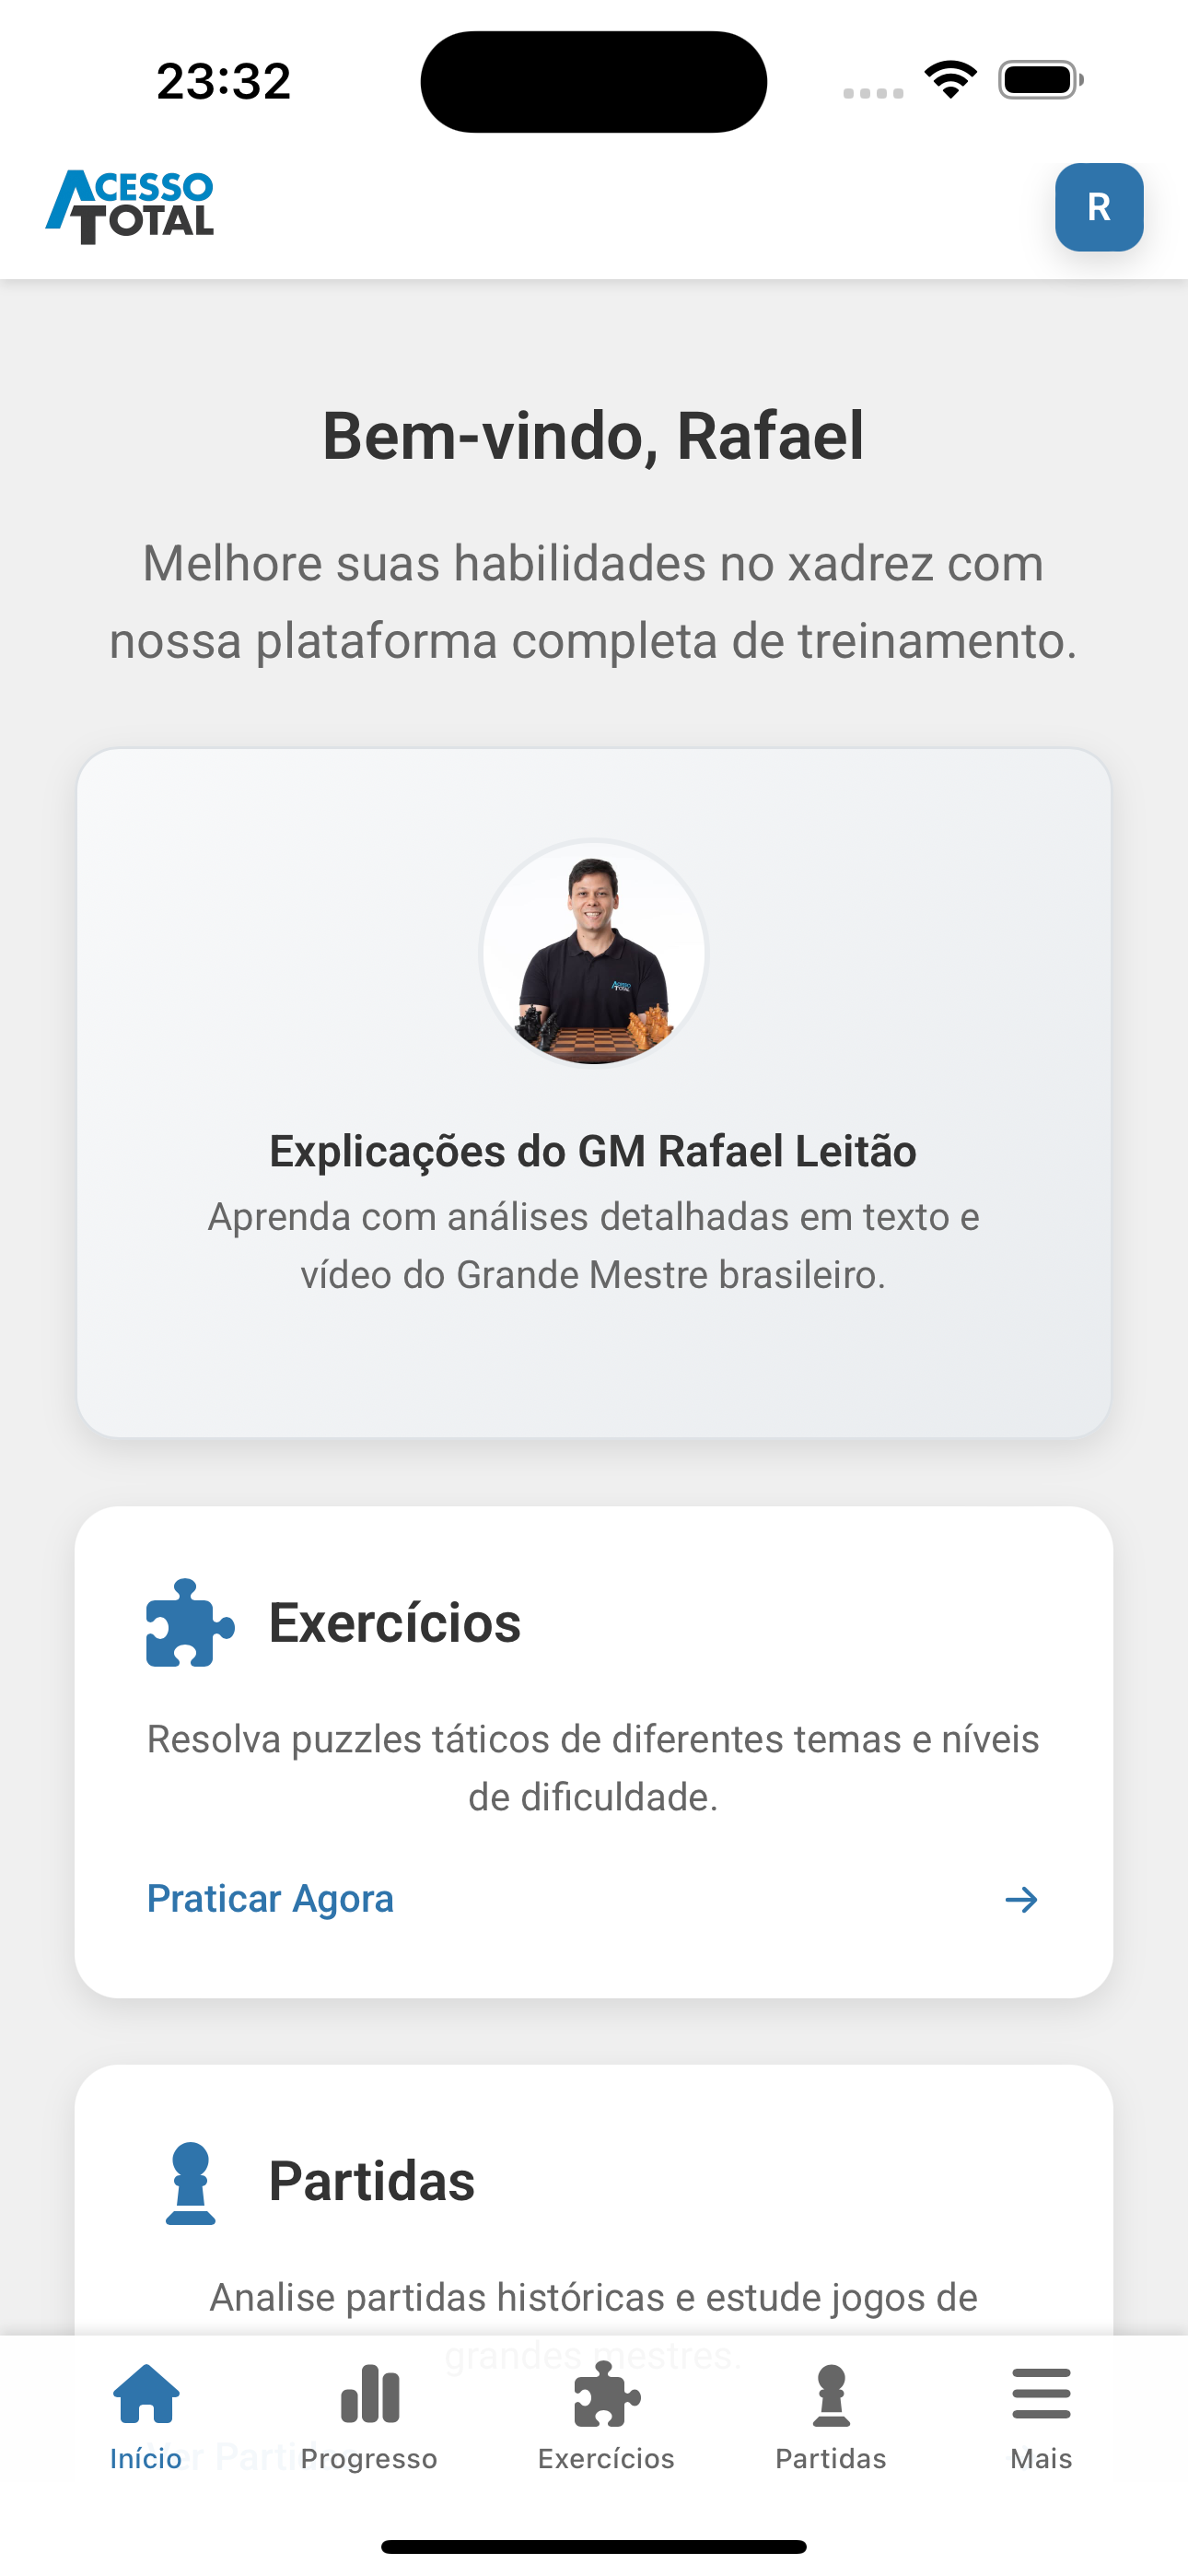 23:32
ACESSO
TOTAL
R
Bem-vindo, Rafael
Melhore suas habilidades no xadrez com
nossa plataforma completa de treinamento.
ACESSO
TOTAL
Explicações do GM Rafael Leitão
Aprenda com análises detalhadas em texto e
vídeo do Grande Mestre brasileiro.
Exercícios
Resolva puzzles táticos de diferentes temas e níveis
de dificuldade.
Praticar Agora
Partidas
Analise partidas históricas e estude jogos de
grandes mestres.
Início
Progresso
Exercícios
Partidas
Mais